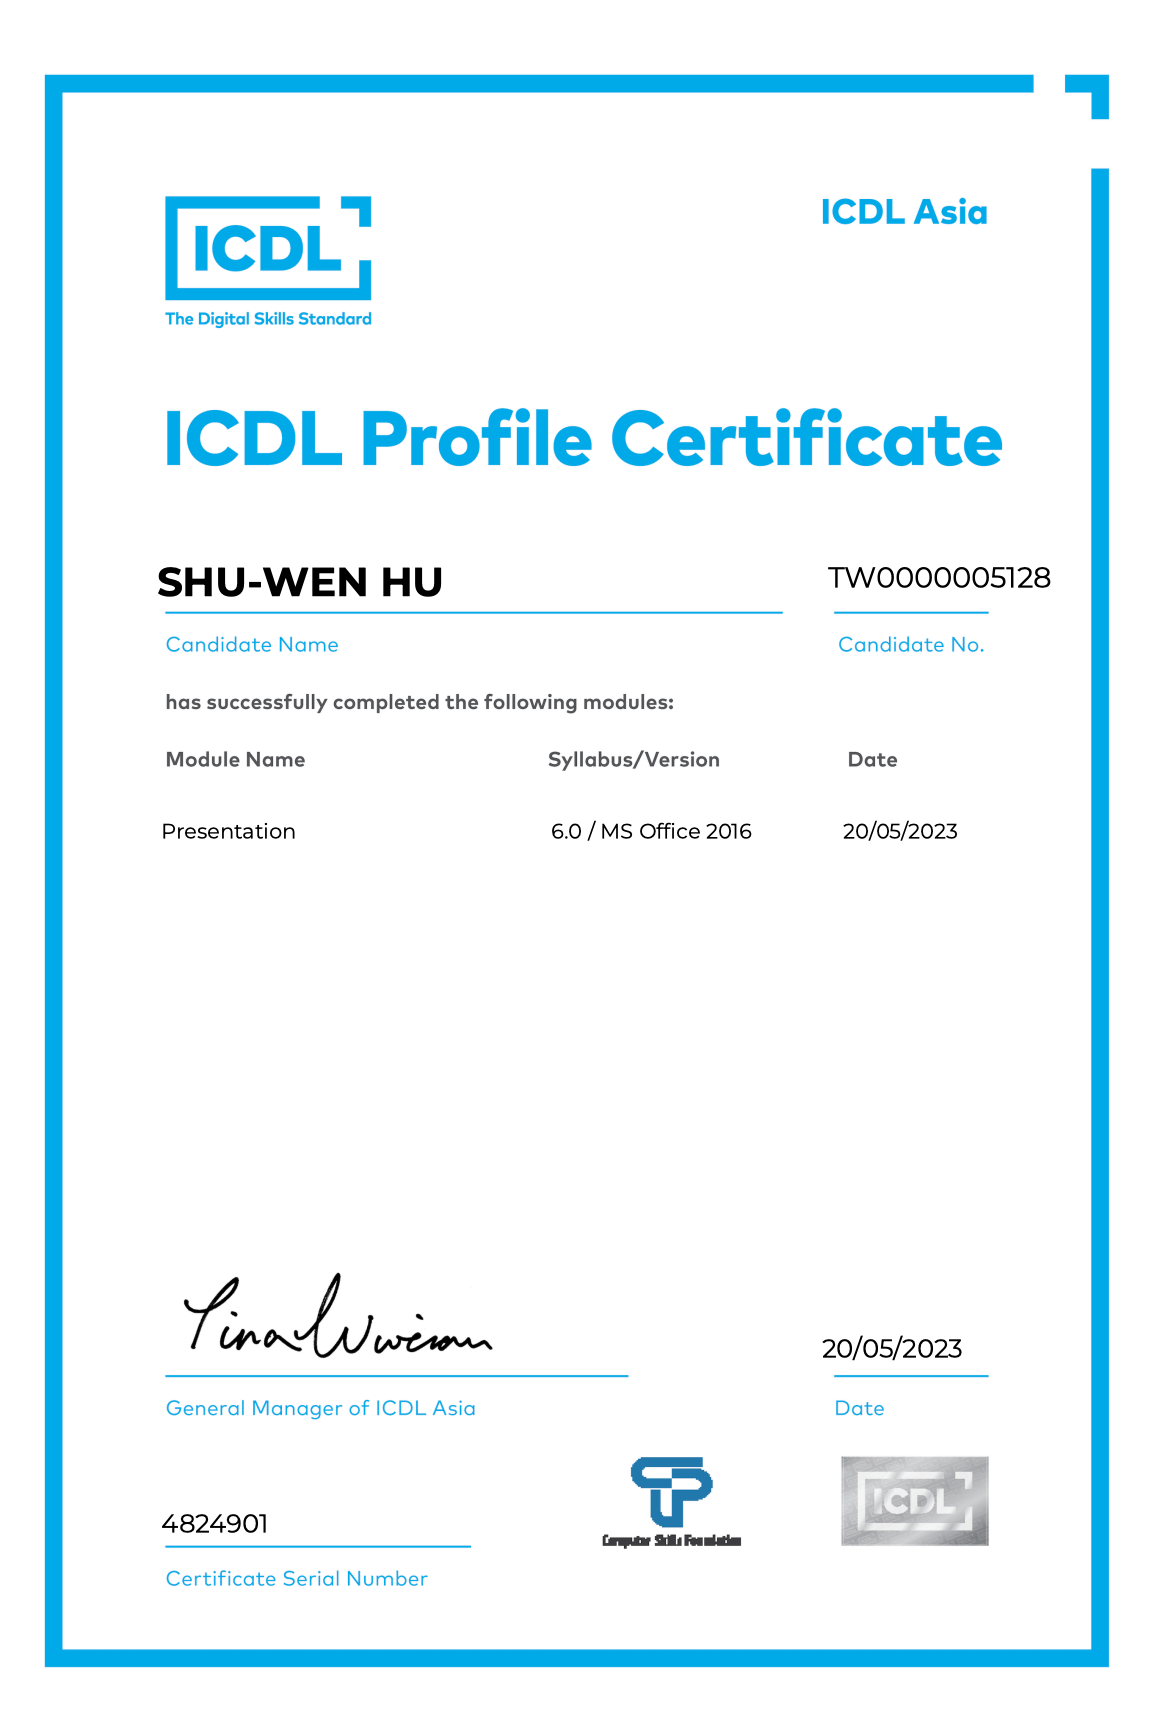 ICDL
The Digital Skills Standard
ICDL Asia
ICDL Profile Certificate
SHU-WEN HU
TW0000005128
Candidate Name
Candidate No.
has successfully completed the following modules:
Module Name Syllabus/Version Date
Presentation 6.0 / MS Office 2016 20/05/2023
20/05/2023
General Manager of ICDL Asia
Date
4824901
Computer Skills Foundation
ICDL
Certificate Serial Number